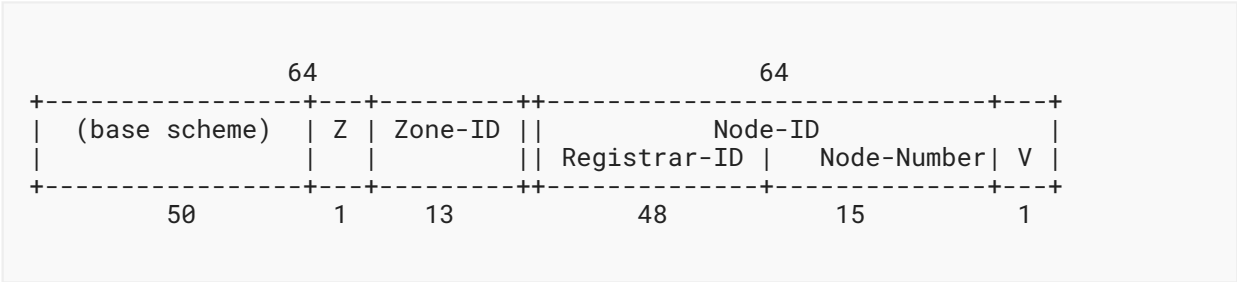 64                             64
+-----------------+---+---------++-----------------------------+---+
|  (base scheme)  | Z | Zone-ID ||           Node-ID               |
|                 |   |         || Registrar-ID |   Node-Number| V |
+-----------------+---+---------++--------------+--------------+---+
         50         1     13            48           15          1